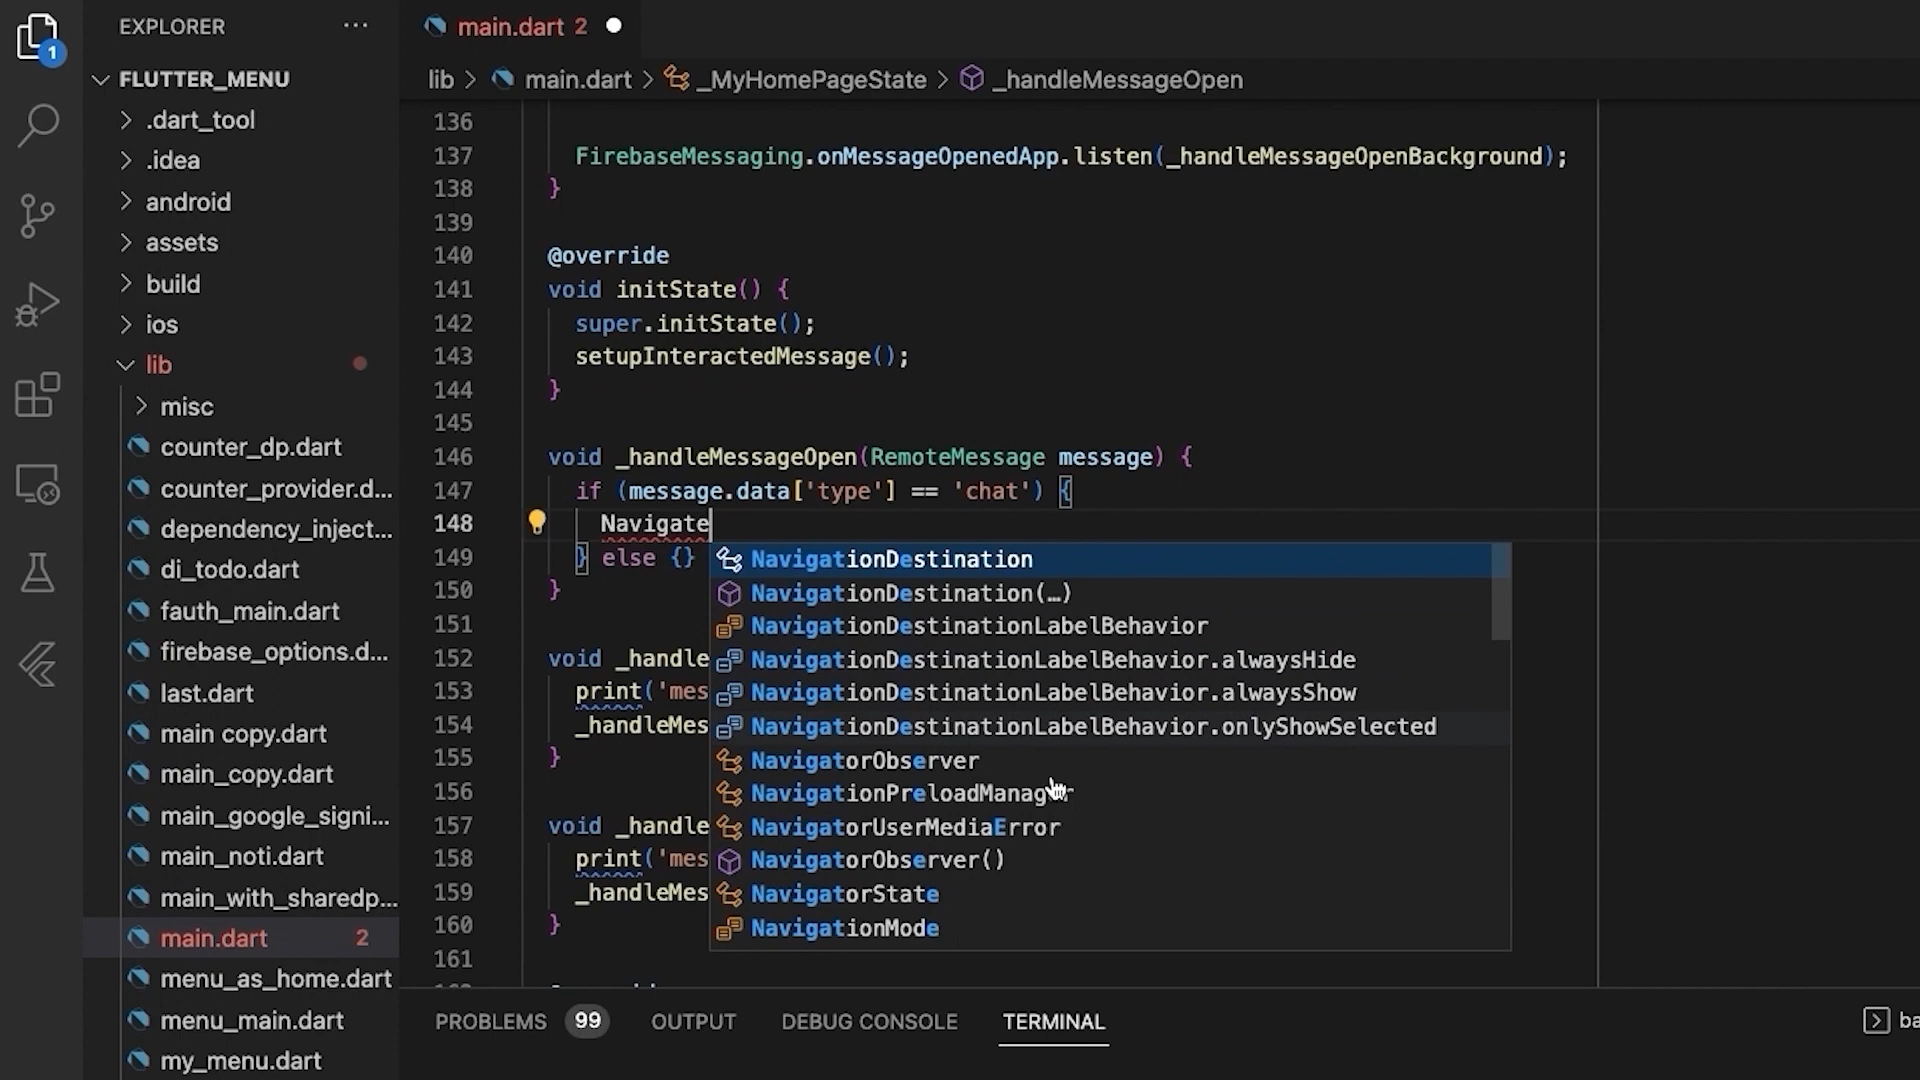 EXPLORER
FLUTTER_MENU
.dart_tool
.idea
android
assets
build
ios
lib
misc
counter_dp.dart
counter_provider.d...
dependency_inject...
di_todo.dart
fauth_main.dart
firebase_options.d...
last.dart
main copy.dart
main_copy.dart
main_google_signi...
main_noti.dart
main_with_sharedp...
main.dart 2
menu_as_home.dart
menu_main.dart
my_menu.dart
1
main.dart 2
lib > main.dart > _MyHomePageState > _handleMessageOpen
136
137 FirebaseMessaging.onMessageOpenedApp.listen(_handleMessageOpenBackground);
138 }
139
140 @override
141 void initState() {
142 super.initState();
143 setupInteractedMessage();
144 }
145
146 void _handleMessageOpen(RemoteMessage message) {
147 if (message.data['type'] == 'chat') {
148 Navigate
149 } else {}
150 }
151
152 void _handle
153 print('mes
154 _handleMes
155 }
156
157 void _handle
158 print('mes
159 _handleMes
160 }
161
NavigationDestination
NavigationDestination(…)
NavigationDestinationLabelBehavior
NavigationDestinationLabelBehavior.alwaysHide
NavigationDestinationLabelBehavior.alwaysShow
NavigationDestinationLabelBehavior.onlyShowSelected
NavigatorObserver
NavigationPreloadManager
NavigatorUserMediaError
NavigatorObserver()
NavigatorState
NavigationMode
PROBLEMS 99 OUTPUT DEBUG CONSOLE TERMINAL ba